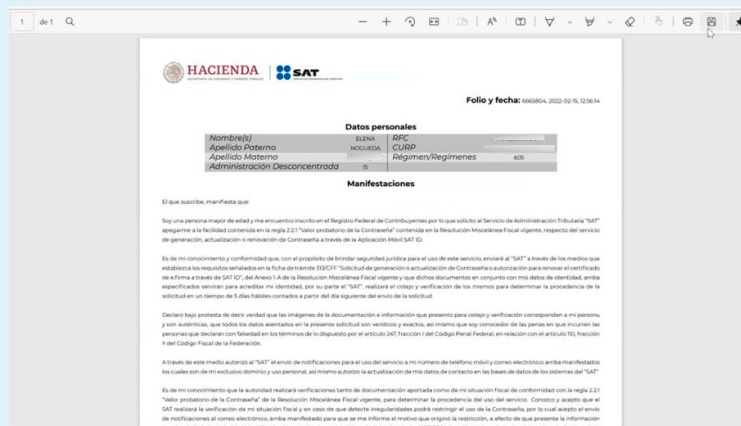 1 de 1
HACIENDA SAT
Folio y fecha: 6665804, 2022-02-15, 12:56:14
Datos personales
Nombre(s) ELENA RFC
Apellido Paterno NOGUEDA CURP
Apellido Materno Régimen/Regímenes 605
Administración Desconcentrada 15
Manifestaciones
El que suscribe, manifiesta que:
Soy una persona mayor de edad y me encuentro inscrito en el Registro Federal de Contribuyentes por lo que solicito al Servicio de Administración Tributaria "SAT"
apegarme a la facilidad contenida en la regla 2.2.1 "Valor probatorio de la Contraseña" contenida en la Resolución Miscelánea Fiscal vigente, respecto del servicio
de generación, actualización o renovación de Contraseña a través de la Aplicación Móvil SAT ID.
Es de mi conocimiento y conformidad que, con el propósito de brindar seguridad jurídica para el uso de este servicio, enviaré al "SAT" a través de los medios que
establezca los requisitos señalados en la ficha de trámite 313/CFF "Solicitud de generación o actualización de Contraseña o autorización para renovar el certificado
de e.firma a través de SAT ID", del Anexo 1-A de la Resolución Miscelánea Fiscal vigente y que dichos documentos en conjunto con mis datos de identidad, arriba
especificados servirán para acreditar mi identidad, por su parte el "SAT", realizará el cotejo y verificación de los mismos para determinar la procedencia de la
solicitud en un tiempo de 5 días hábiles contados a partir del día siguiente del envío de la solicitud.
Declaro bajo protesta de decir verdad que las imágenes de la documentación e información que presento para cotejo y verificación corresponden a mi persona
y son auténticas, que todos los datos asentados en la presente solicitud son verídicos y exactos, así mismo que soy conocedor de las penas en que incurren las
personas que declaren con falsedad en los términos de lo dispuesto por el artículo 247, fracción I del Código Penal Federal, en relación con el artículo 110, fracción
II del Código Fiscal de la Federación.
A través de este medio autorizo al "SAT" el envío de notificaciones para el uso del servicio a mi número de teléfono móvil y correo electrónico arriba manifestados
los cuales son de mi exclusivo dominio y uso personal, así mismo autorizo la actualización de mis datos de contacto en las bases de datos de los sistemas del "SAT"
Es de mi conocimiento que la autoridad realizará verificaciones tanto de documentación aportada como de mi situación fiscal de conformidad con la regla 2.2.1
"Valor probatorio de la Contraseña" de la Resolución Miscelánea Fiscal vigente, para determinar la procedencia del uso del servicio. Conozco y acepto que el
SAT realizará la verificación de mi situación fiscal y en caso de que detecte irregularidades podrá restringir el uso de la Contraseña, por lo cual acepto el envío
de notificaciones al correo electrónico, arriba manifestado para que se me informe el motivo que originó la restricción, a efecto de que presente la información